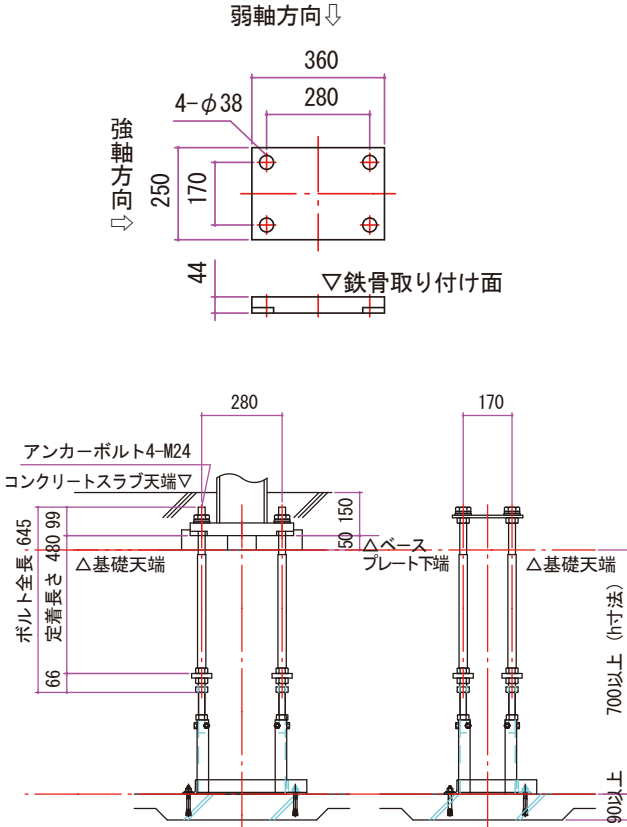 弱軸方向⇩
360
280
4-φ38
強軸方向⇨
250
170
44
▽鉄骨取り付け面
280
170
アンカーボルト4-M24
コンクリートスラブ天端▽
ボルト全長 645
99
定着長さ 480
66
150
50
△基礎天端
△ベース
プレート下端
△基礎天端
700以上 (h寸法)
90以上